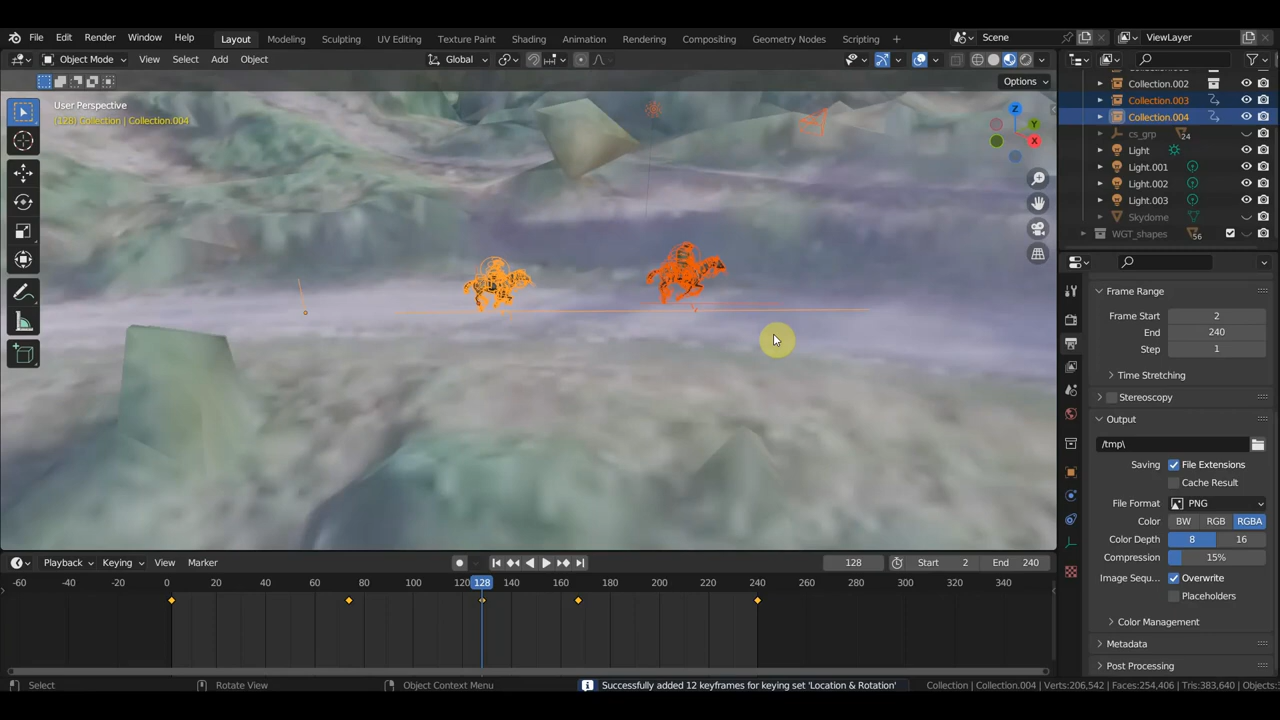 File Edit Render Window Help Layout Modeling Sculpting UV Editing Texture Paint Shading Animation Rendering Compositing Geometry Nodes Scripting + Scene ViewLayer
Object Mode View Select Add Object Global
Options
User Perspective
(128) Collection | Collection.004
Z
Y
X
Collection.002
Collection.003
Collection.004
cs_grp 24
Light
Light.001
Light.002
Light.003
Skydome
WGT_shapes 56
Frame Range
Frame Start 2
End 240
Step 1
Time Stretching
Stereoscopy
Output
/tmp\
Saving File Extensions
Cache Result
File Format PNG
Color BW RGB RGBA
Color Depth 8 16
Compression 15%
Image Sequ... Overwrite
Placeholders
Color Management
Metadata
Post Processing
Playback Keying View Marker 128 Start 2 End 240
-60 -40 -20 0 20 40 60 80 100 120 128 140 160 180 200 220 240 260 280 300 320 340
Select Rotate View Object Context Menu Successfully added 12 keyframes for keying set 'Location & Rotation' Collection | Collection.004 Verts:206,542 Faces:254,406 Tris:383,640 Objects: